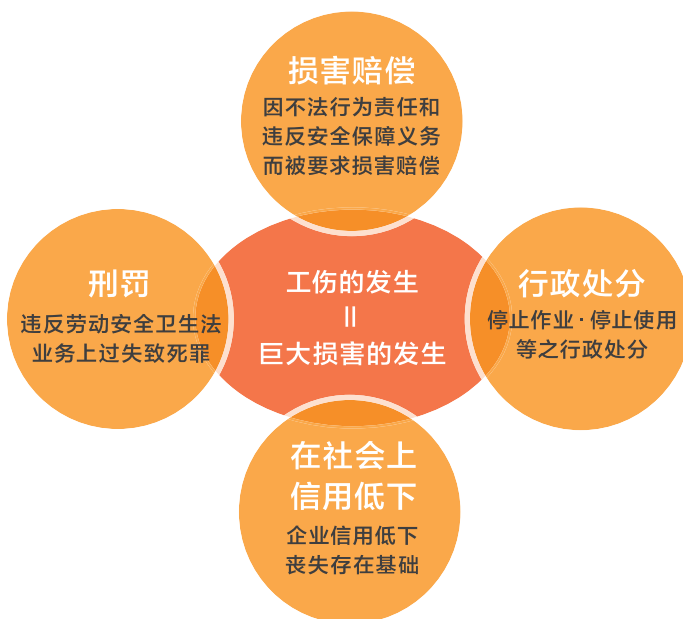 损害赔偿
因不法行为责任和
违反安全保障义务
而被要求损害赔偿
刑罚
违反劳动安全卫生法
业务上过失致死罪
工伤的发生
=
巨大损害的发生
行政处分
停止作业·停止使用
等之行政处分
在社会上
信用低下
企业信用低下
丧失存在基础